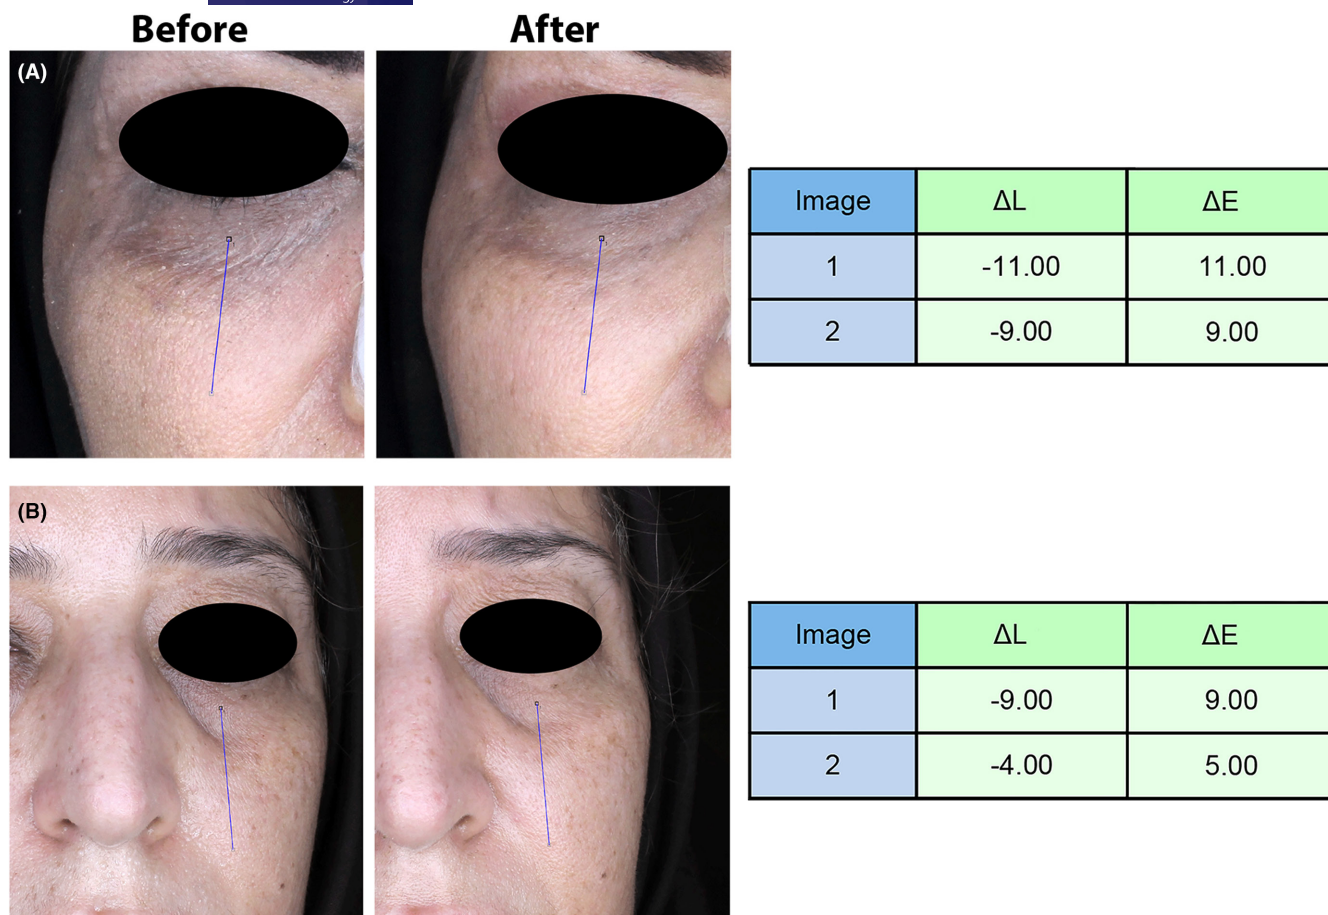 Before After
(A)
Image ΔL ΔE
1 -11.00 11.00
2 -9.00 9.00
(B)
Image ΔL ΔE
1 -9.00 9.00
2 -4.00 5.00